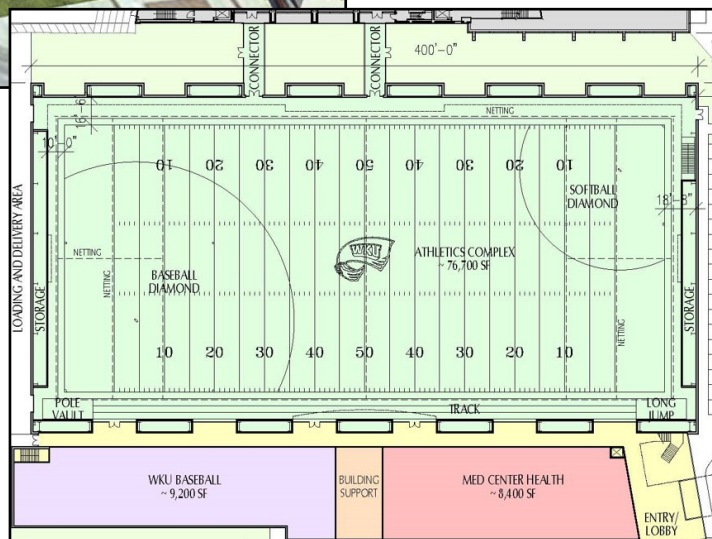 CONNECTOR
CONNECTOR
400'-0"
16'-6"
NETTING
10'-0"
10 20 30 40 50 40 30 20 10
SOFTBALL
DIAMOND
18'-8"
LOADING AND DELIVERY AREA
STORAGE
NETTING
NETTING
BASEBALL
DIAMOND
WKU
ATHLETICS COMPLEX
~ 76,700 SF
STORAGE
NETTING
10 20 30 40 50 40 30 20 10
POLE
VAULT
TRACK
LONG
JUMP
WKU BASEBALL
~ 9,200 SF
BUILDING
SUPPORT
MED CENTER HEALTH
~ 8,400 SF
ENTRY/
LOBBY